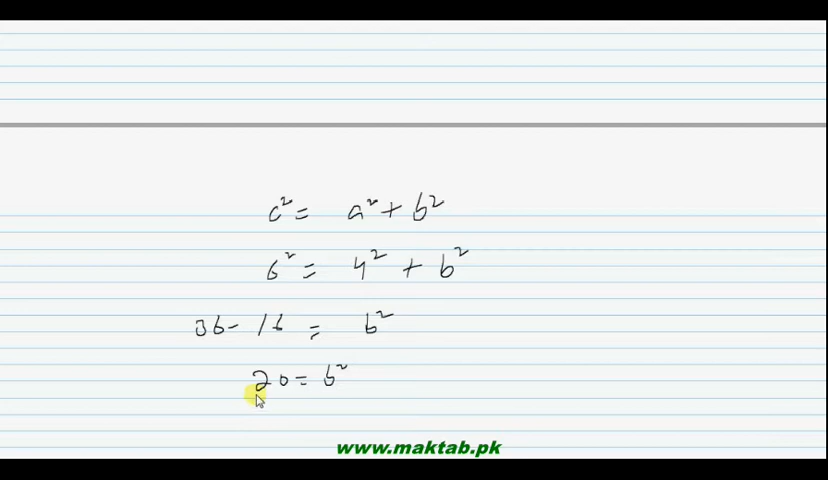 c² = a² + b²
6² = 4² + b²
36 - 16 = b²
20 = b²
www.maktab.pk